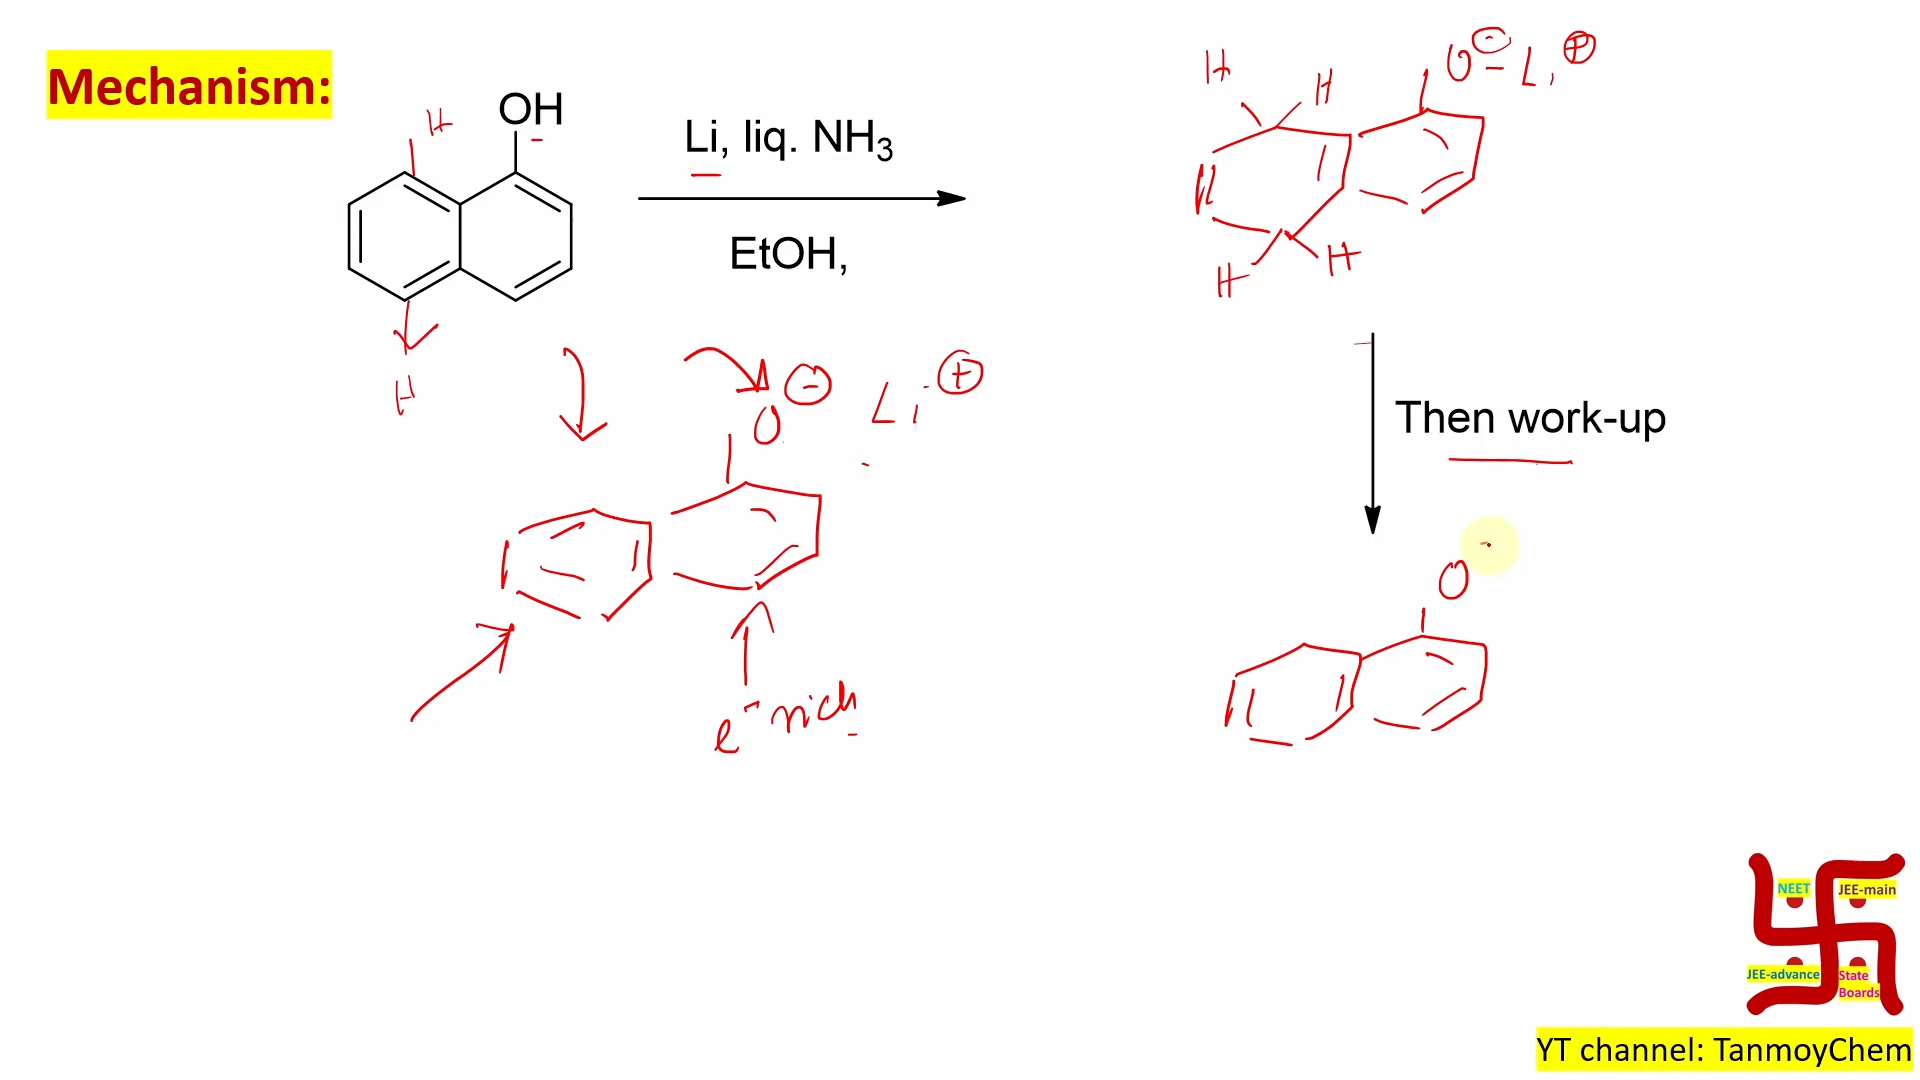 Mechanism:
H
OH
Li, liq. NH3
EtOH,
H
H
H
O⊖ Li⊕
H
H
O⊖ Li⊕
Then work-up
O
e⁻ rich
NEET
JEE-main
JEE-advance
State
Boards
YT channel: TanmoyChem